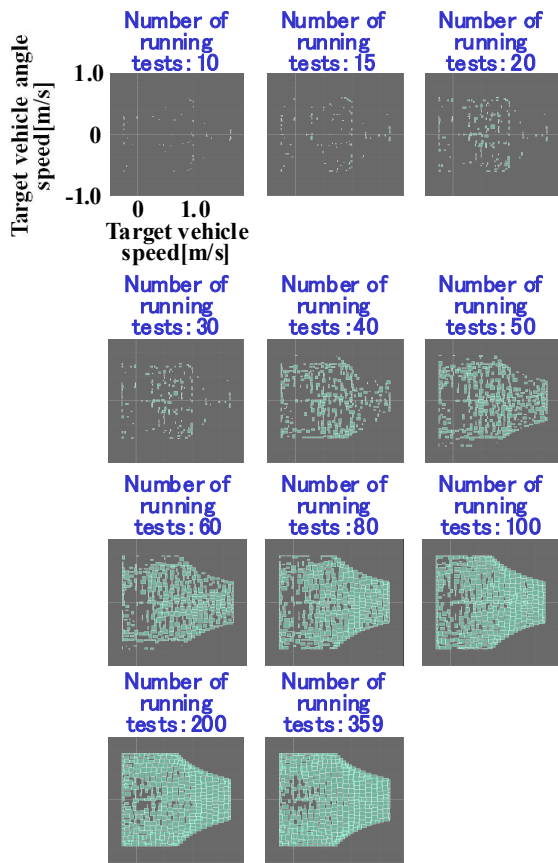 Number of
running
tests: 10
Number of
running
tests: 15
Number of
running
tests: 20
Target vehicle angle
speed[m/s]
1.0
0
-1.0
0
1.0
Target vehicle
speed[m/s]
Number of
running
tests: 30
Number of
running
tests: 40
Number of
running
tests: 50
Number of
running
tests: 60
Number of
running
tests: 80
Number of
running
tests: 100
Number of
running
tests: 200
Number of
running
tests: 359